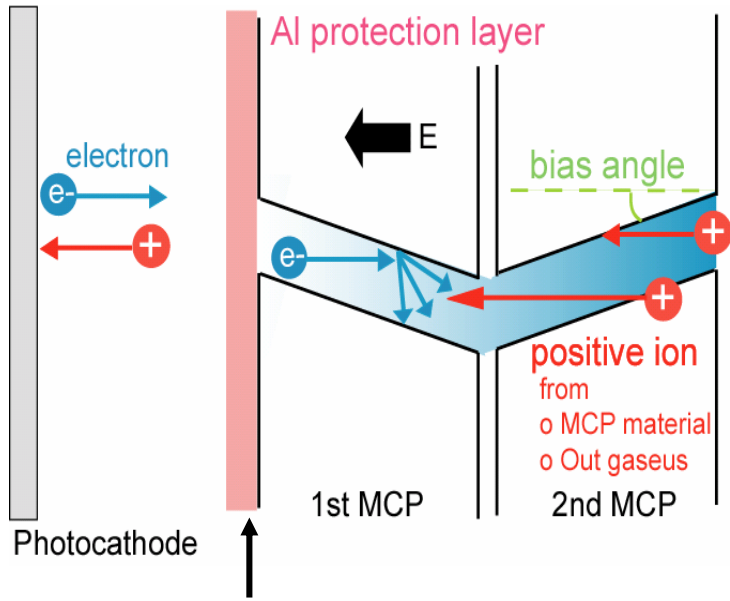 Al protection layer
E
electron
e-
+
bias angle
+
e-
+
positive ion
from
o MCP material
o Out gaseus
1st MCP
2nd MCP
Photocathode